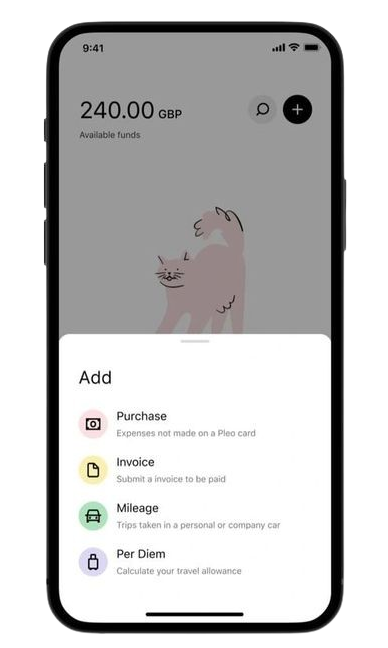 9:41
240.00 GBP
Available funds
Add
Purchase
Expenses not made on a Pleo card
Invoice
Submit a invoice to be paid
Mileage
Trips taken in a personal or company car
Per Diem
Calculate your travel allowance